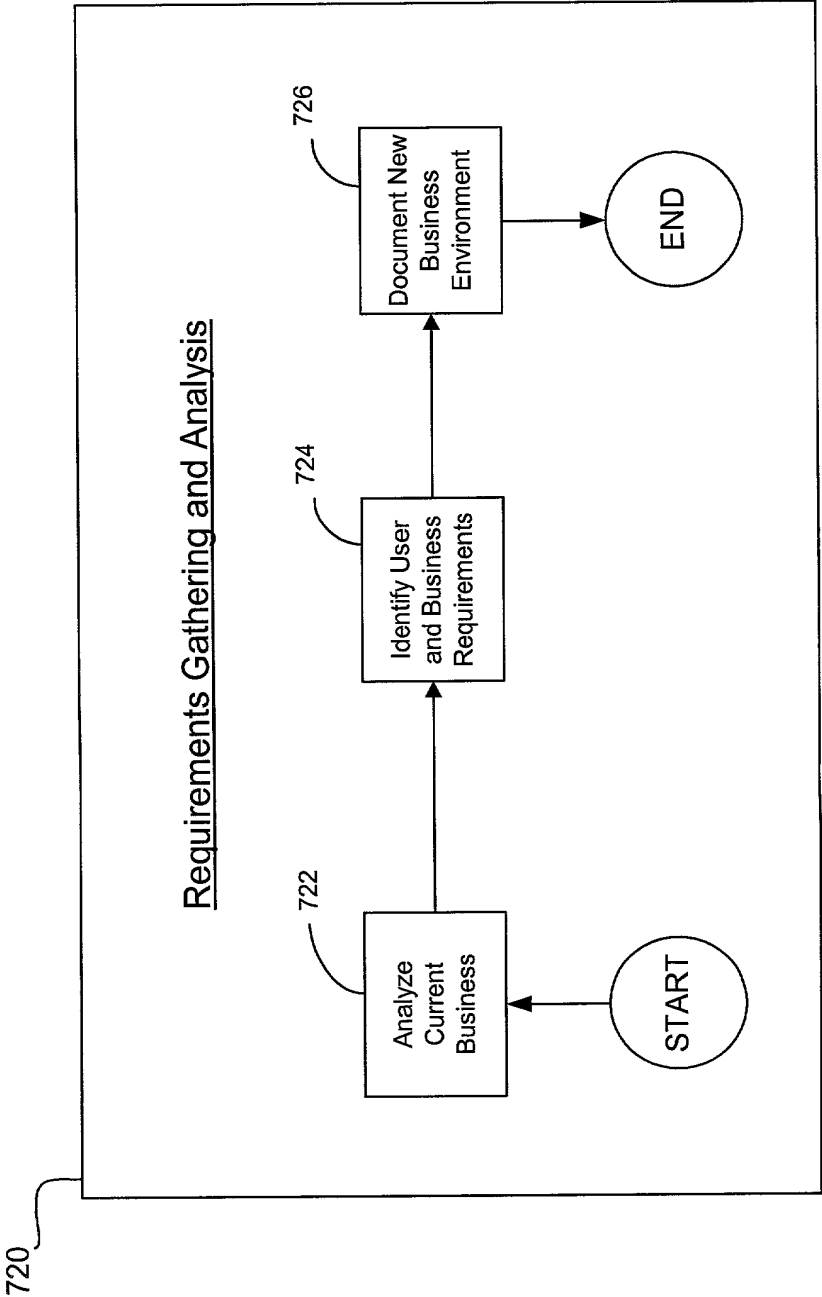 720
Requirements Gathering and Analysis
722
Analyze
Current
Business
724
Identify User
and Business
Requirements
726
Document New
Business
Environment
START
END